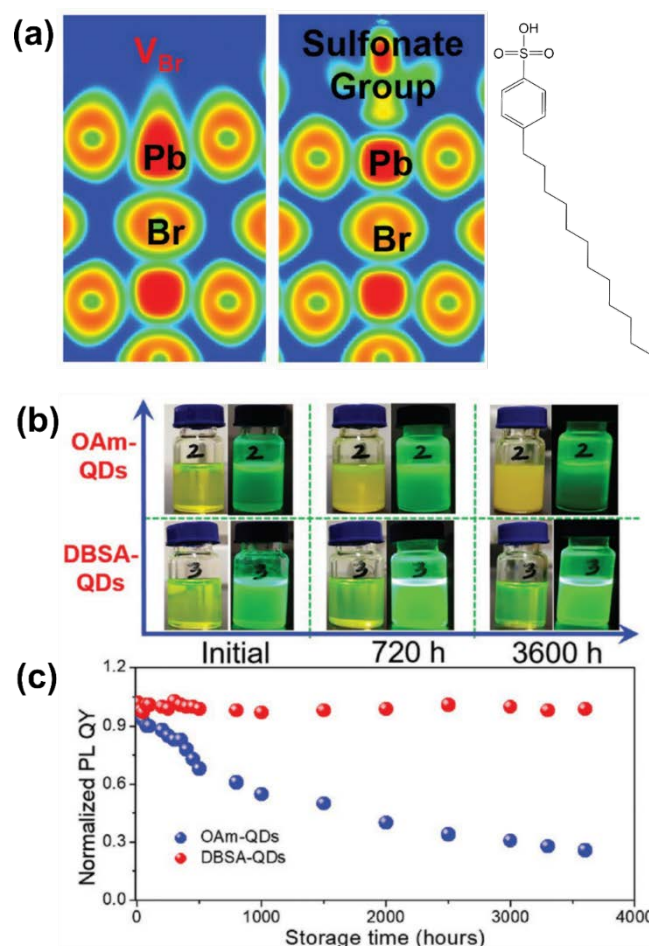 (a)
V_Br
Pb
Br
Sulfonate
Group
Pb
Br
OH
O=S=O
(b)
OAm-
QDs
2 2 2 2 2 2
DBSA-
QDs
3 3 3 3 3 3
Initial 720 h 3600 h
(c)
Normalized PL QY
1.2
0.9
0.6
0.3
0.0
OAm-QDs
DBSA-QDs
0 1000 2000 3000 4000
Storage time (hours)